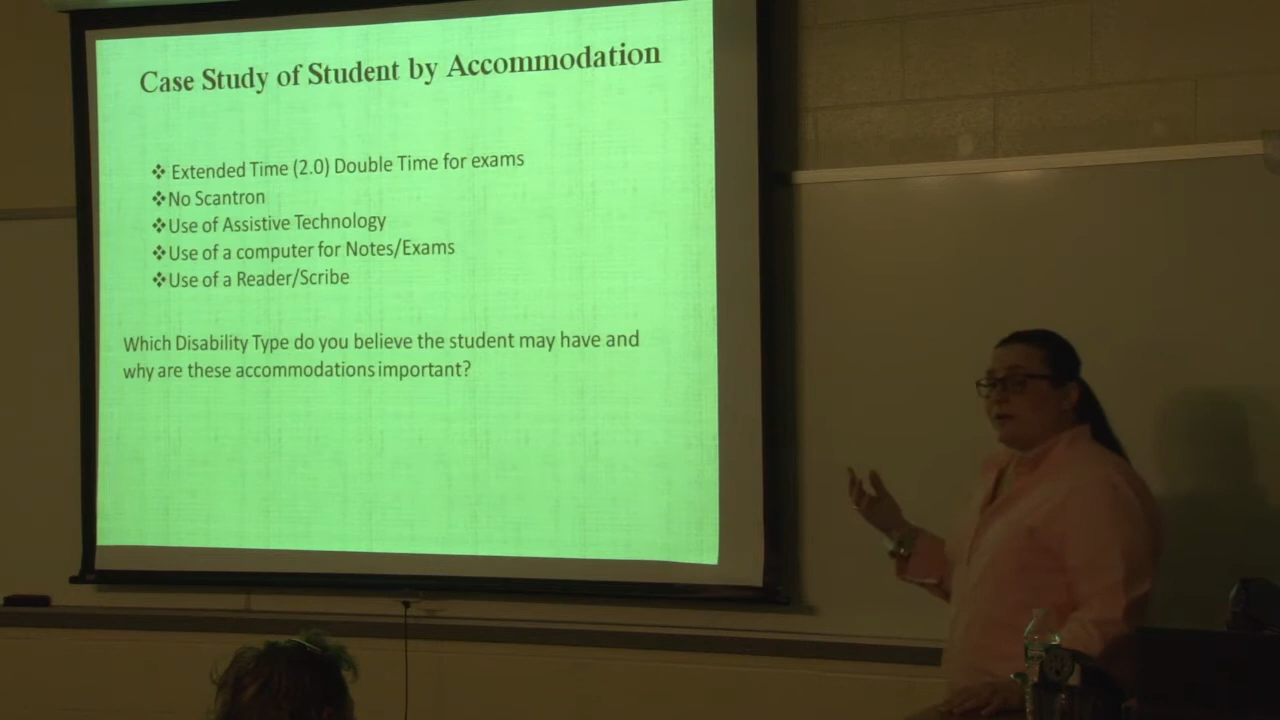 Case Study of Student by Accommodation
❖ Extended Time (2.0) Double Time for exams
❖No Scantron
❖Use of Assistive Technology
❖Use of a computer for Notes/Exams
❖Use of a Reader/Scribe
Which Disability Type do you believe the student may have and
why are these accommodations important?